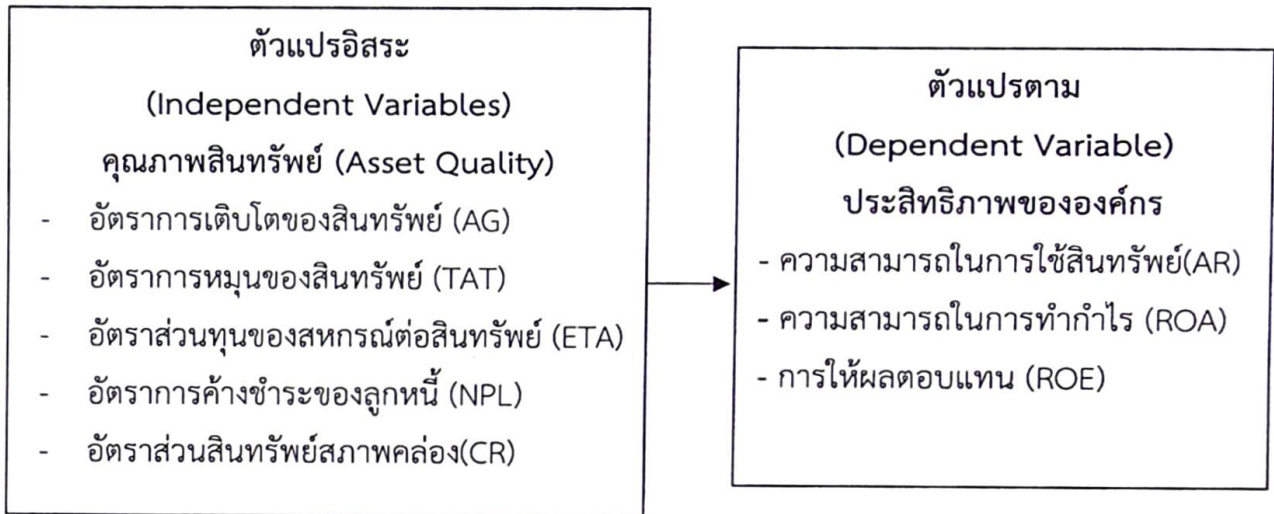 ตัวแปรอิสระ
(Independent Variables)
คุณภาพสินทรัพย์ (Asset Quality)
- อัตราการเติบโตของสินทรัพย์ (AG)
- อัตราการหมุนของสินทรัพย์ (TAT)
- อัตราส่วนทุนของสหกรณ์ต่อสินทรัพย์ (ETA)
- อัตราการค้างชำระของลูกหนี้ (NPL)
- อัตราส่วนสินทรัพย์สภาพคล่อง(CR)
ตัวแปรตาม
(Dependent Variable)
ประสิทธิภาพขององค์กร
- ความสามารถในการใช้สินทรัพย์(AR)
- ความสามารถในการทำกำไร (ROA)
- การให้ผลตอบแทน (ROE)